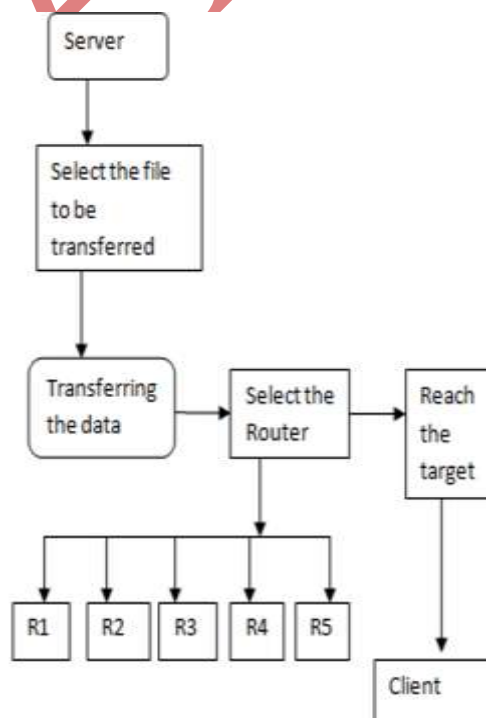 Server
Select the file
to be
transferred
Transferring
the data
Select the
Router
Reach
the
target
R1
R2
R3
R4
R5
Client